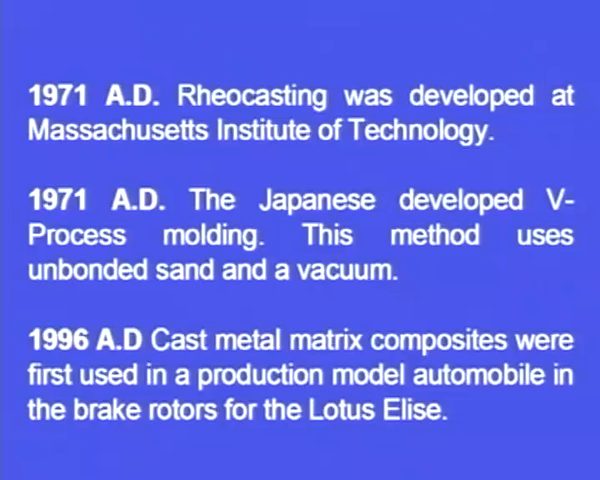 1971 A.D. Rheocasting was developed at
Massachusetts Institute of Technology.
1971 A.D. The Japanese developed V-
Process molding. This method uses
unbonded sand and a vacuum.
1996 A.D Cast metal matrix composites were
first used in a production model automobile in
the brake rotors for the Lotus Elise.